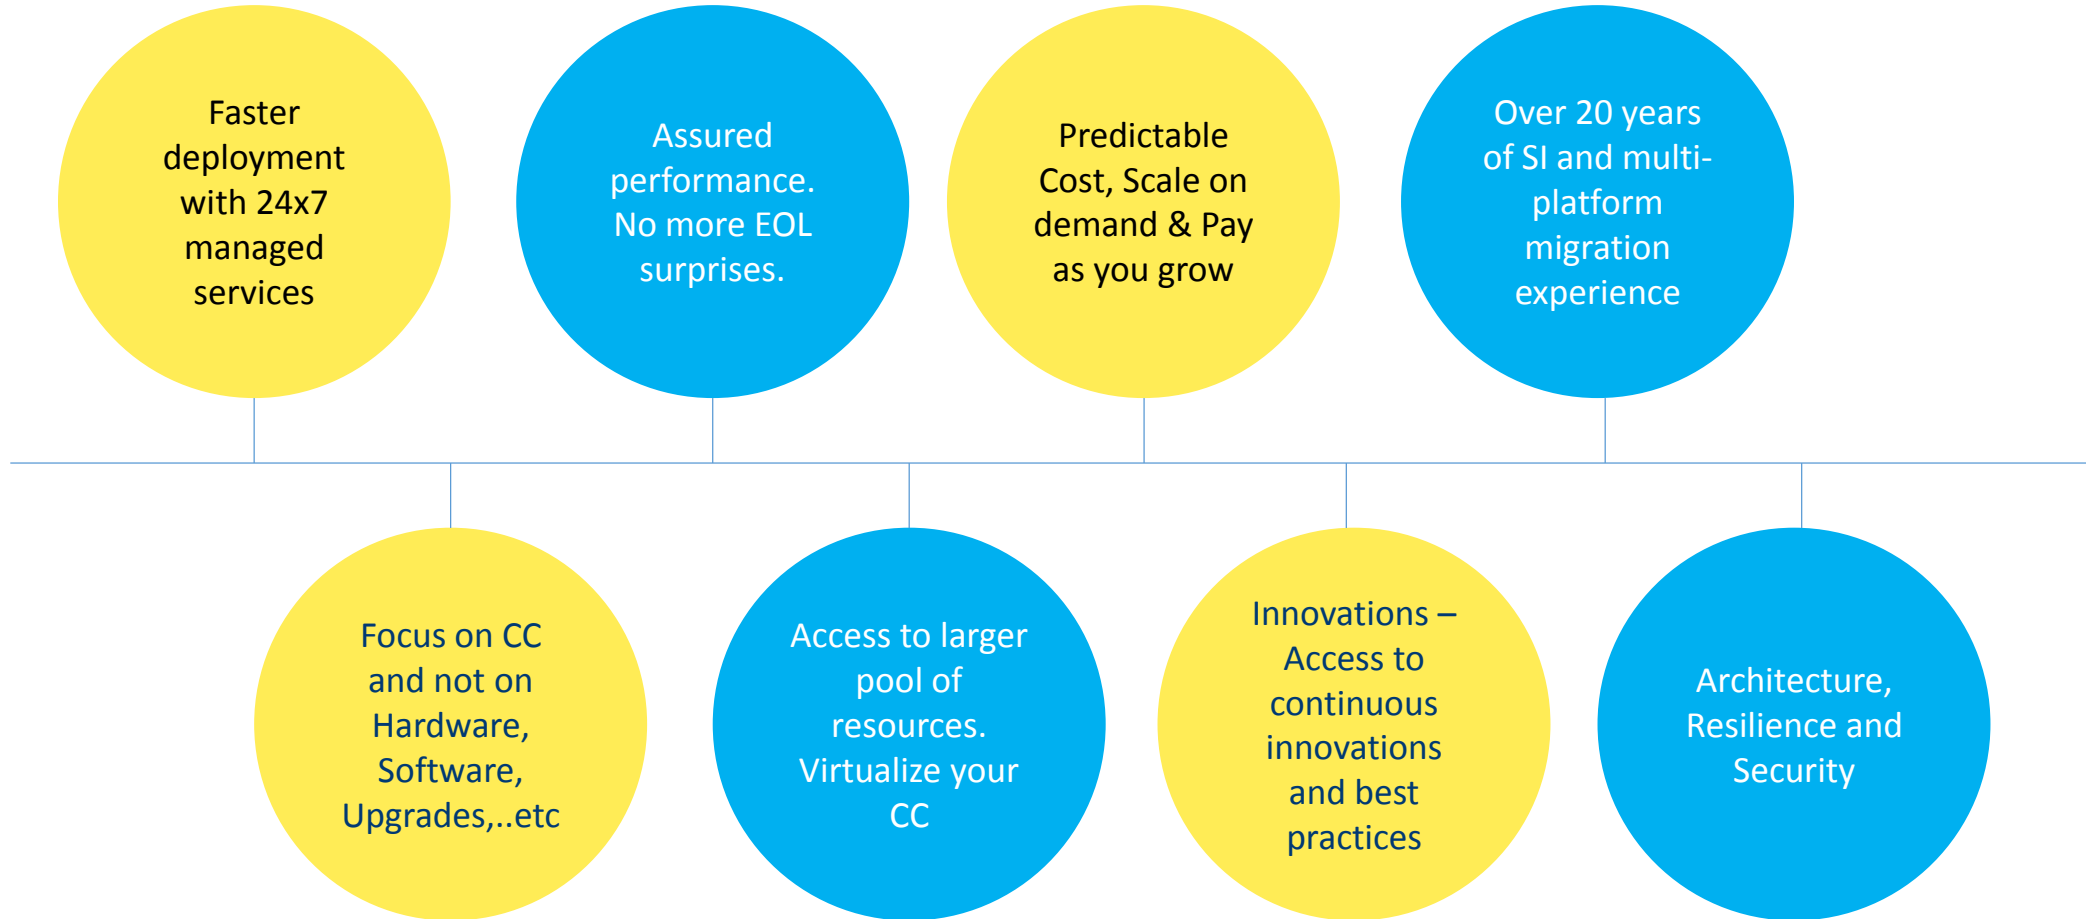 Faster
deployment
with 24x7
managed
services
Assured
performance.
No more EOL
surprises.
Predictable
Cost, Scale on
demand & Pay
as you grow
Over 20 years
of SI and multi-
platform
migration
experience
Focus on CC
and not on
Hardware,
Software,
Upgrades,..etc
Access to larger
pool of
resources.
Virtualize your
CC
Innovations –
Access to
continuous
innovations
and best
practices
Architecture,
Resilience and
Security